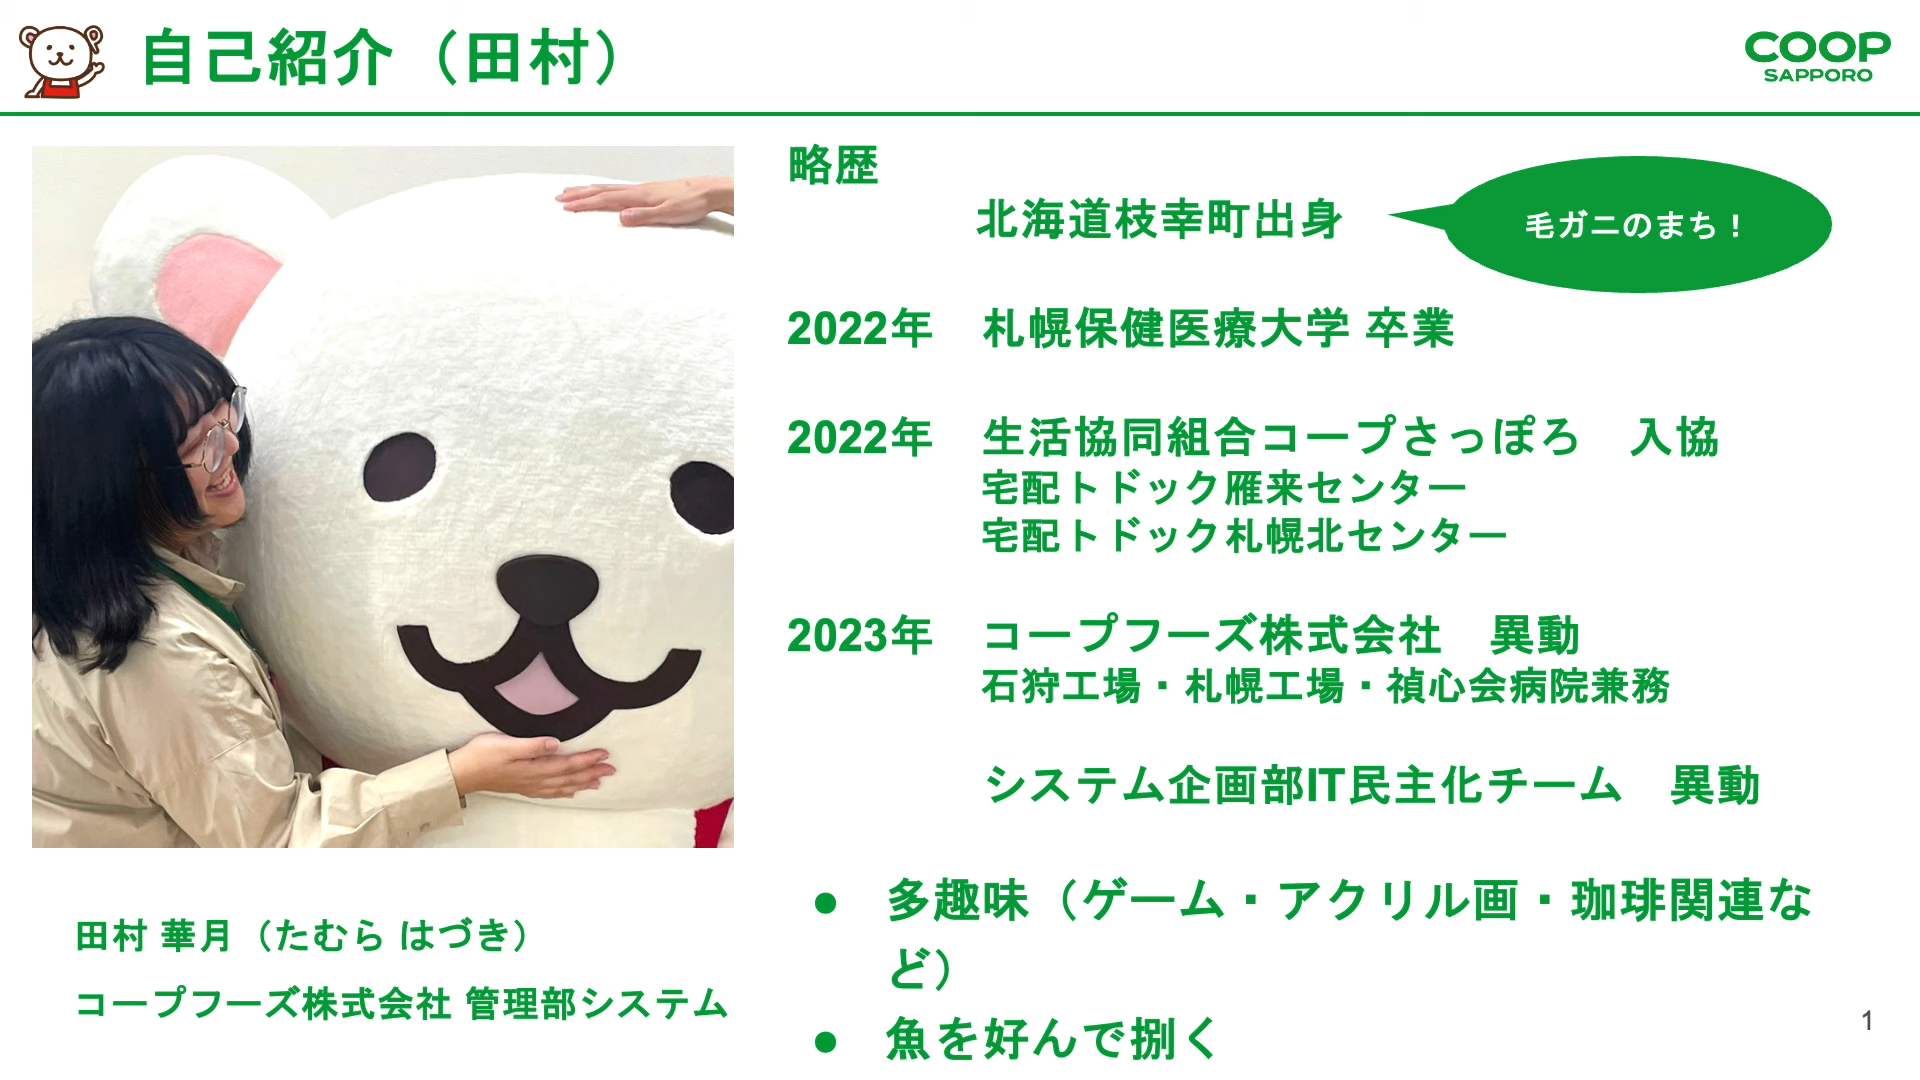 自己紹介（田村）
COOP
SAPPORO
略歴
北海道枝幸町出身
毛ガニのまち！
2022年　札幌保健医療大学 卒業
2022年　生活協同組合コープさっぽろ　入協
宅配トドック雁来センター
宅配トドック札幌北センター
2023年　コープフーズ株式会社　異動
石狩工場・札幌工場・禎心会病院兼務
システム企画部IT民主化チーム　異動
● 多趣味（ゲーム・アクリル画・珈琲関連な
ど）
● 魚を好んで捌く
田村 華月（たむら はづき）
コープフーズ株式会社 管理部システム
1